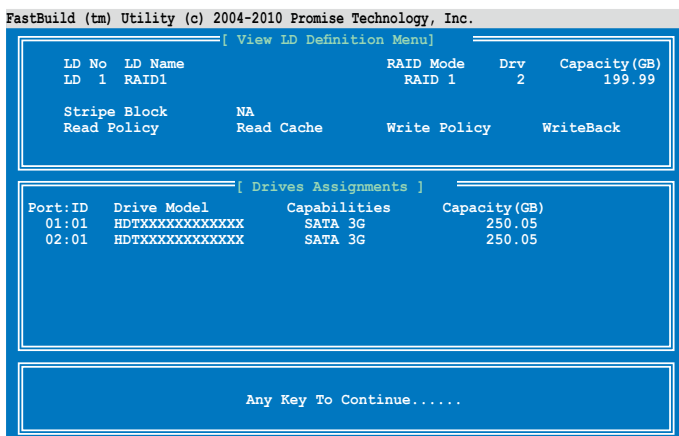 FastBuild (tm) Utility (c) 2004-2010 Promise Technology, Inc.
[ View LD Definition Menu]
LD No LD Name RAID Mode Drv Capacity(GB)
LD 1 RAID1 RAID 1 2 199.99
Stripe Block NA
Read Policy Read Cache Write Policy WriteBack
[ Drives Assignments ]
Port:ID Drive Model Capabilities Capacity(GB)
01:01 HDTXXXXXXXXXXXX SATA 3G 250.05
02:01 HDTXXXXXXXXXXXX SATA 3G 250.05
Any Key To Continue......